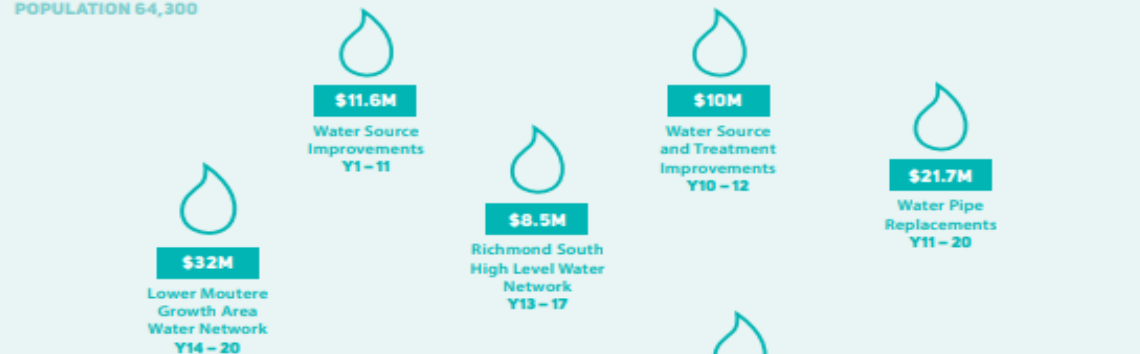 POPULATION 64,300
$11.6M
Water Source
Improvements
Y1 – 11
$10M
Water Source
and Treatment
Improvements
Y10 – 12
$21.7M
Water Pipe
Replacements
Y11 – 20
$8.5M
Richmond South
High Level Water
Network
Y13 – 17
$32M
Lower Moutere
Growth Area
Water Network
Y14 – 20